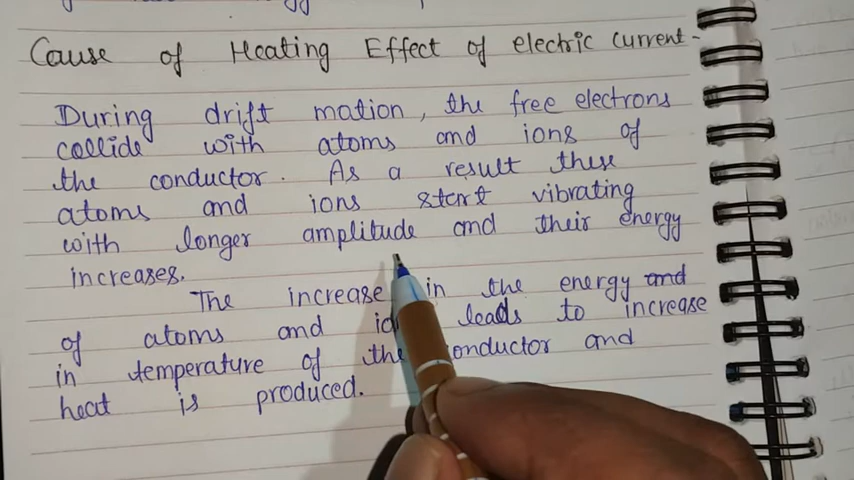 Cause of Heating Effect of electric current-
During drift motion, the free electrons
collide with atoms and ions of
the conductor. As a result these
atoms and ions start vibrating
with longer amplitude and their energy
increases.
The increase in the energy and
of atoms and leads to increase
in temperature of the conductor and
heat is produced.